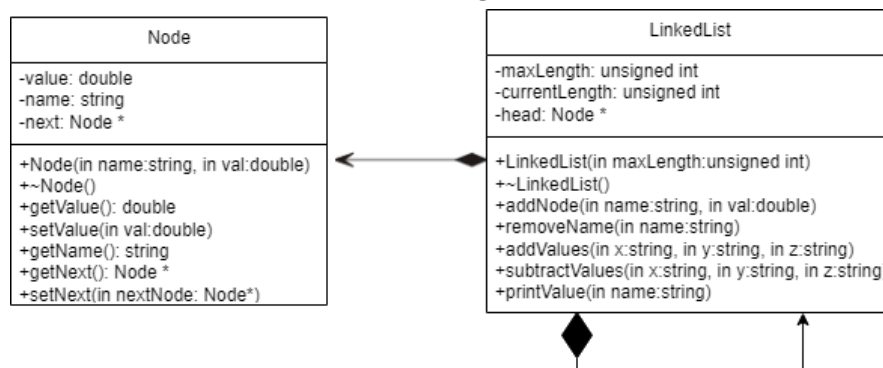 Node
-value: double
-name: string
-next: Node *
+Node(in name:string, in val:double)
+~Node()
+getValue(): double
+setValue(in val:double)
+getName(): string
+getNext(): Node *
+setNext(in nextNode: Node*)
LinkedList
-maxLength: unsigned int
-currentLength: unsigned int
-head: Node *
+LinkedList(in maxLength:unsigned int)
+~LinkedList()
+addNode(in name:string, in val:double)
+removeName(in name:string)
+addValues(in x:string, in y:string, in z:string)
+subtractValues(in x:string, in y:string, in z:string)
+printValue(in name:string)